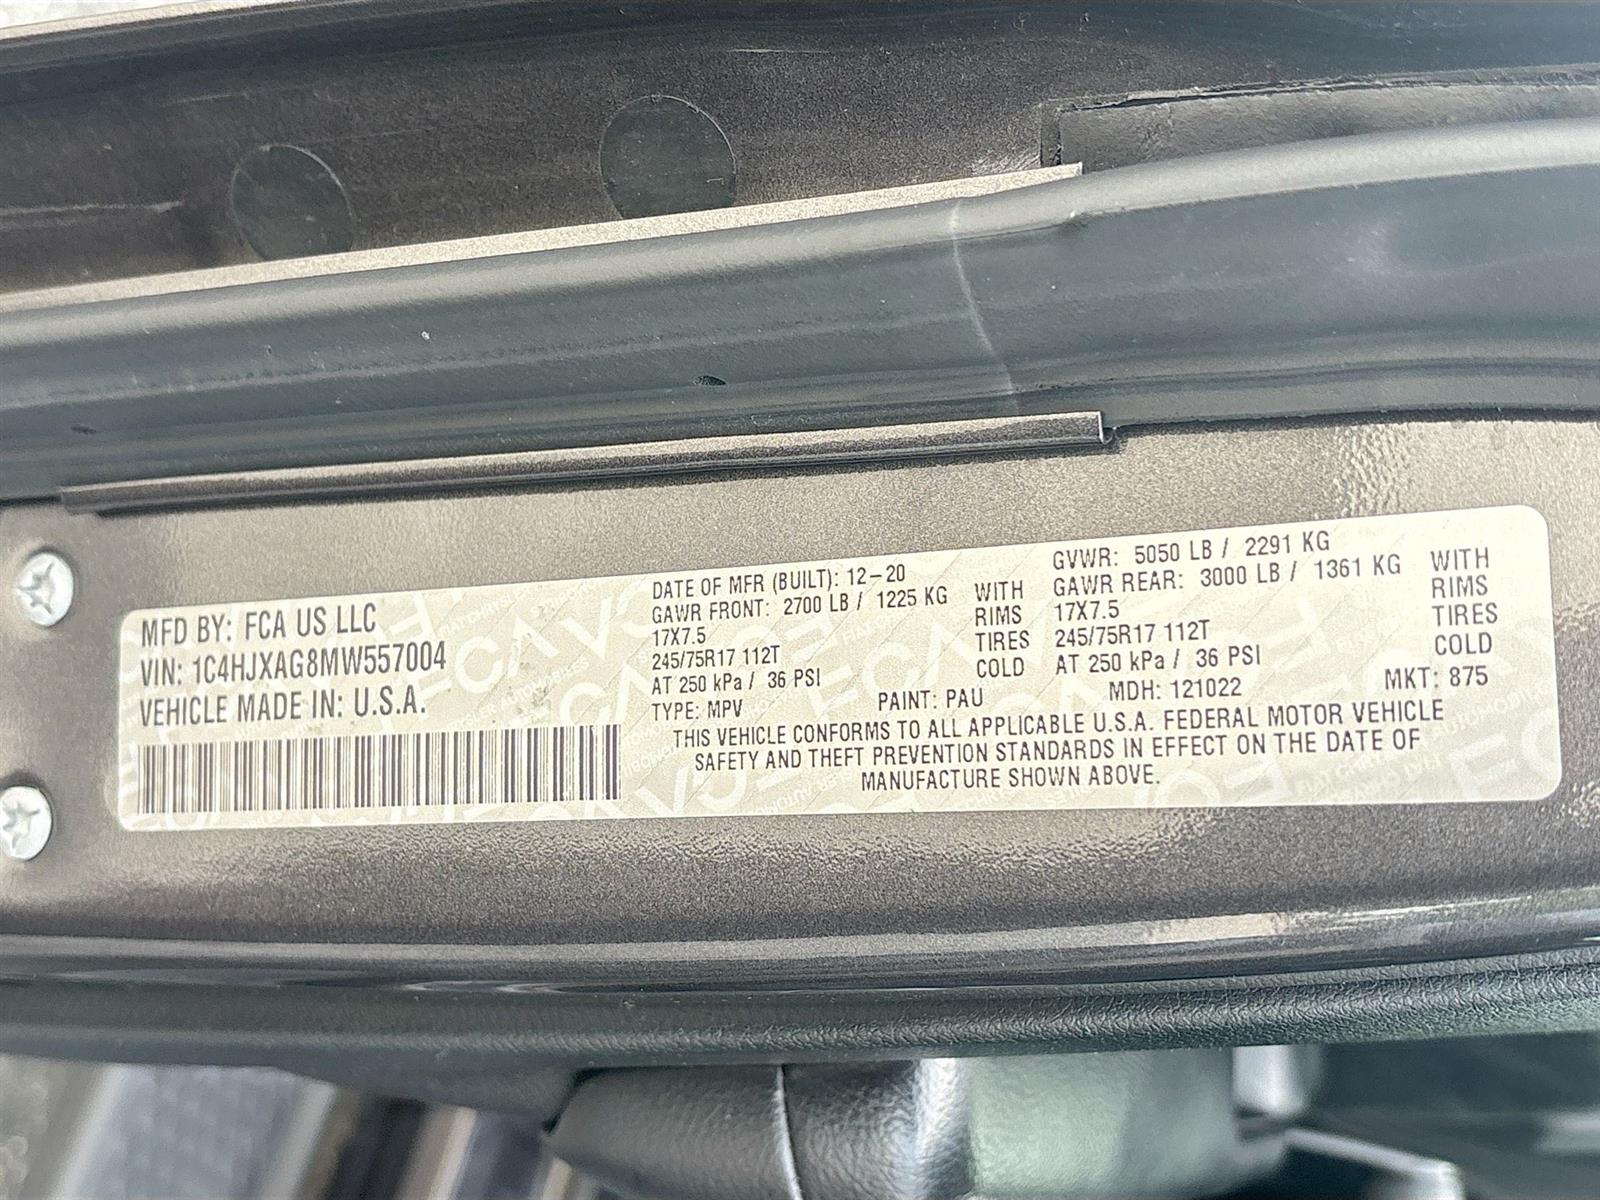 MFD BY: FCA US LLC
VIN: 1C4HJXAG8MW557004
VEHICLE MADE IN: U.S.A.
DATE OF MFR (BUILT): 12-20
GAWR FRONT: 2700 LB / 1225 KG WITH
17X7.5 RIMS
245/75R17 112T TIRES
AT 250 kPa / 36 PSI COLD
GVWR: 5050 LB / 2291 KG
GAWR REAR: 3000 LB / 1361 KG WITH
17X7.5 RIMS
245/75R17 112T TIRES
AT 250 kPa / 36 PSI COLD
TYPE: MPV PAINT: PAU MDH: 121022 MKT: 875
THIS VEHICLE CONFORMS TO ALL APPLICABLE U.S.A. FEDERAL MOTOR VEHICLE
SAFETY AND THEFT PREVENTION STANDARDS IN EFFECT ON THE DATE OF
MANUFACTURE SHOWN ABOVE.